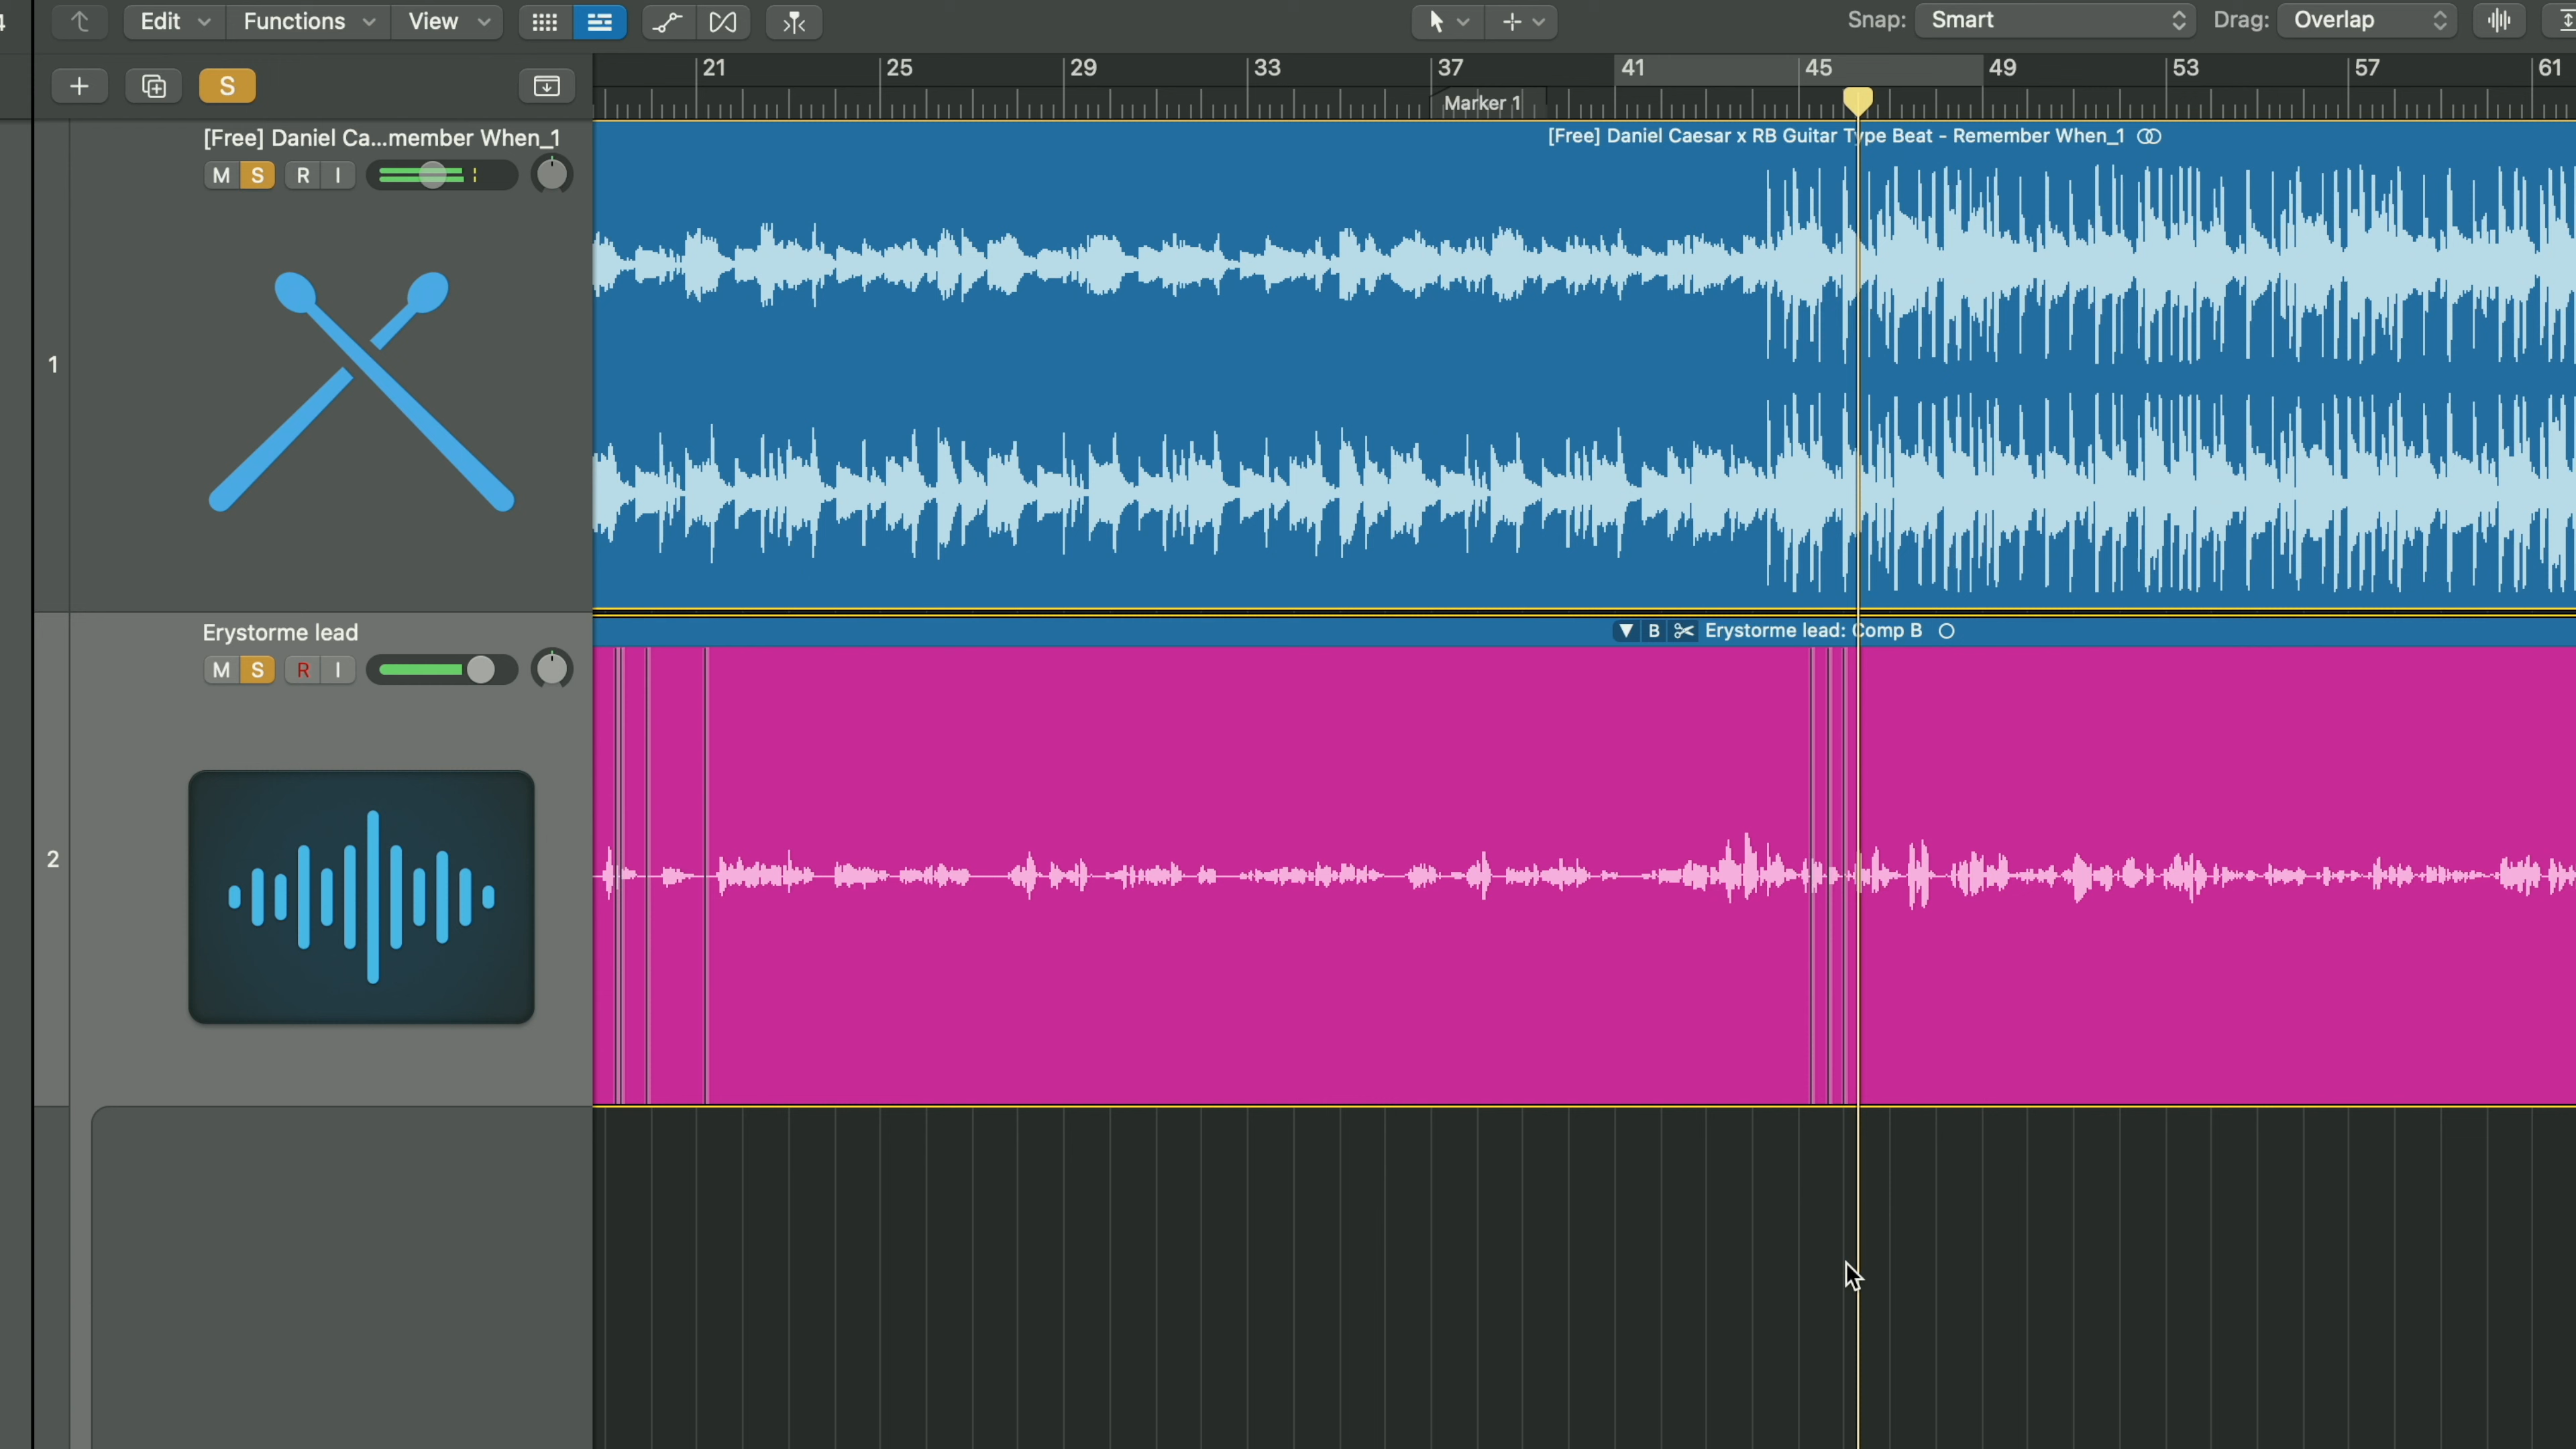 4 Edit Functions View Snap: Smart Drag: Overlap
S 21 25 29 33 37 41 45 49 53 57 61
Marker 1
[Free] Daniel Ca...member When_1 [Free] Daniel Caesar x RB Guitar Type Beat - Remember When_1
M S R I
1
Erystorme lead B Erystorme lead: Comp B
M S R I
2